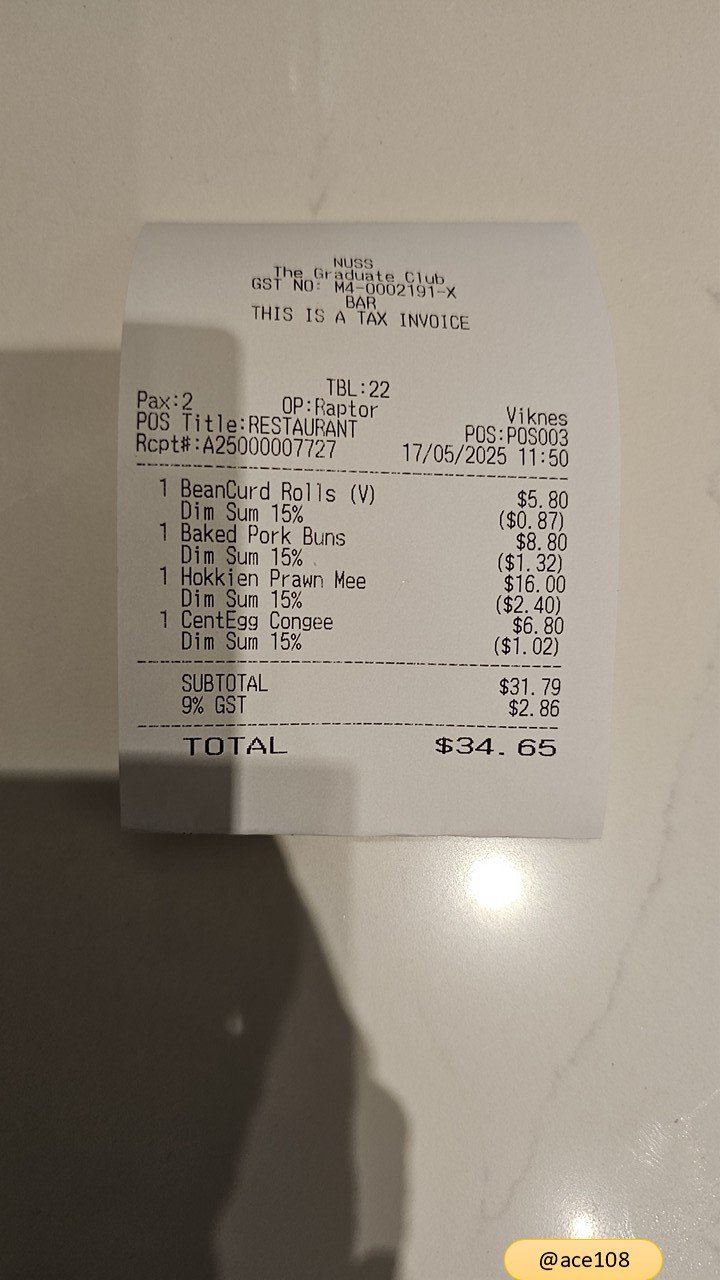 NUSS
The Graduate Club
GST NO: M4-0002191-X
BAR
THIS IS A TAX INVOICE
TBL:22
Pax:2 OP:Raptor Viknes
POS Title:RESTAURANT POS:POS003
Rcpt#:A25000007727 17/05/2025 11:50
1 BeanCurd Rolls (V) $5.80
Dim Sum 15% ($0.87)
1 Baked Pork Buns $8.80
Dim Sum 15% ($1.32)
1 Hokkien Prawn Mee $16.00
Dim Sum 15% ($2.40)
1 CentEgg Congee $6.80
Dim Sum 15% ($1.02)
SUBTOTAL $31.79
9% GST $2.86
TOTAL $34.65
@ace108